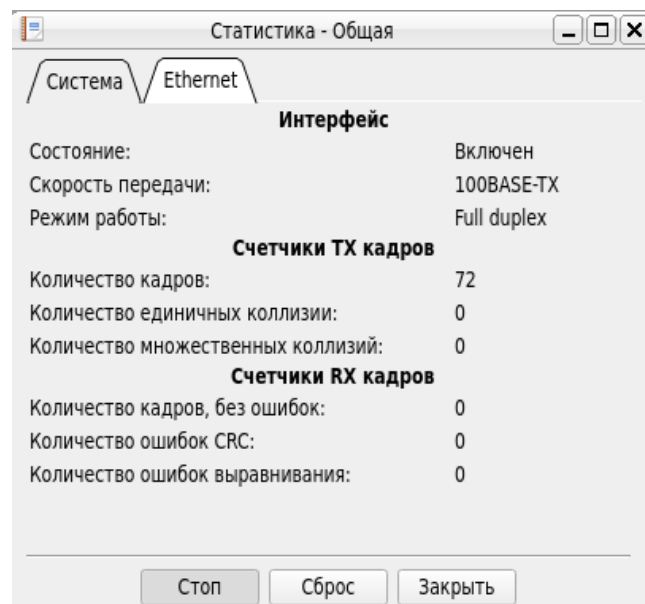 Статистика - Общая
Система Ethernet
Интерфейс
Состояние: Включен
Скорость передачи: 100BASE-TX
Режим работы: Full duplex
Счетчики TX кадров
Количество кадров: 72
Количество единичных коллизии: 0
Количество множественных коллизий: 0
Счетчики RX кадров
Количество кадров, без ошибок: 0
Количество ошибок CRC: 0
Количество ошибок выравнивания: 0
Стоп Сброс Закрыть